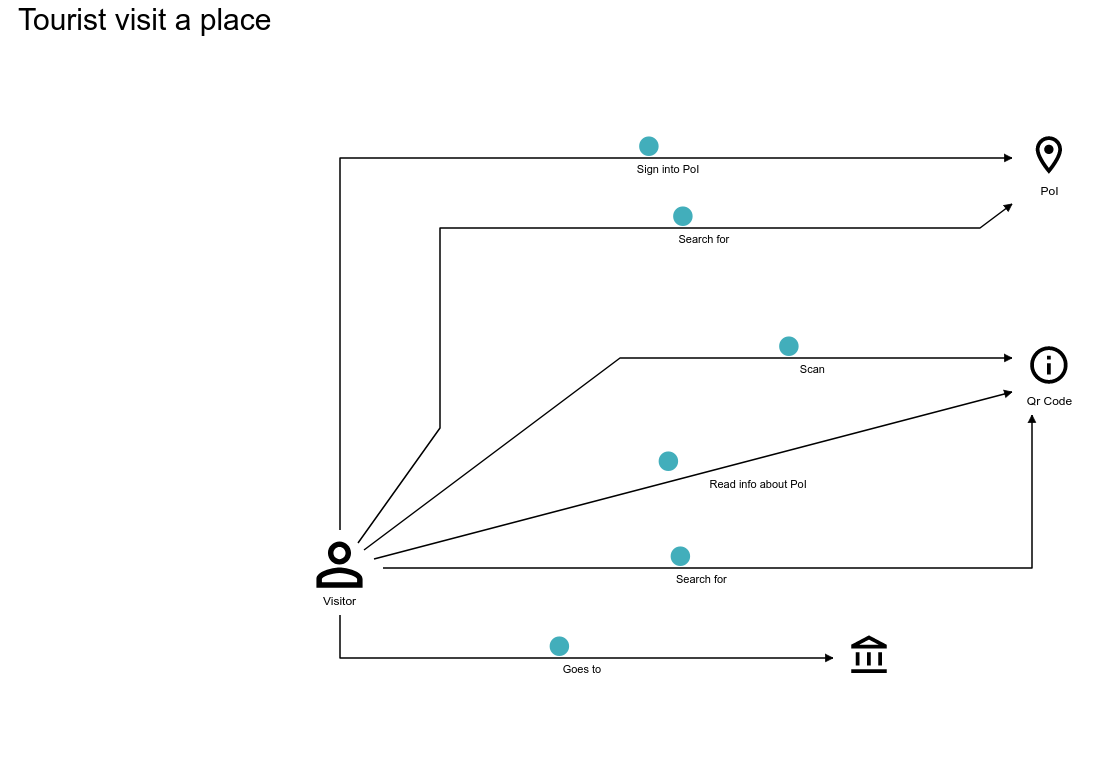 Tourist visit a place
Sign into PoI
PoI
Search for
Scan
Qr Code
Read info about PoI
Search for
Visitor
Goes to